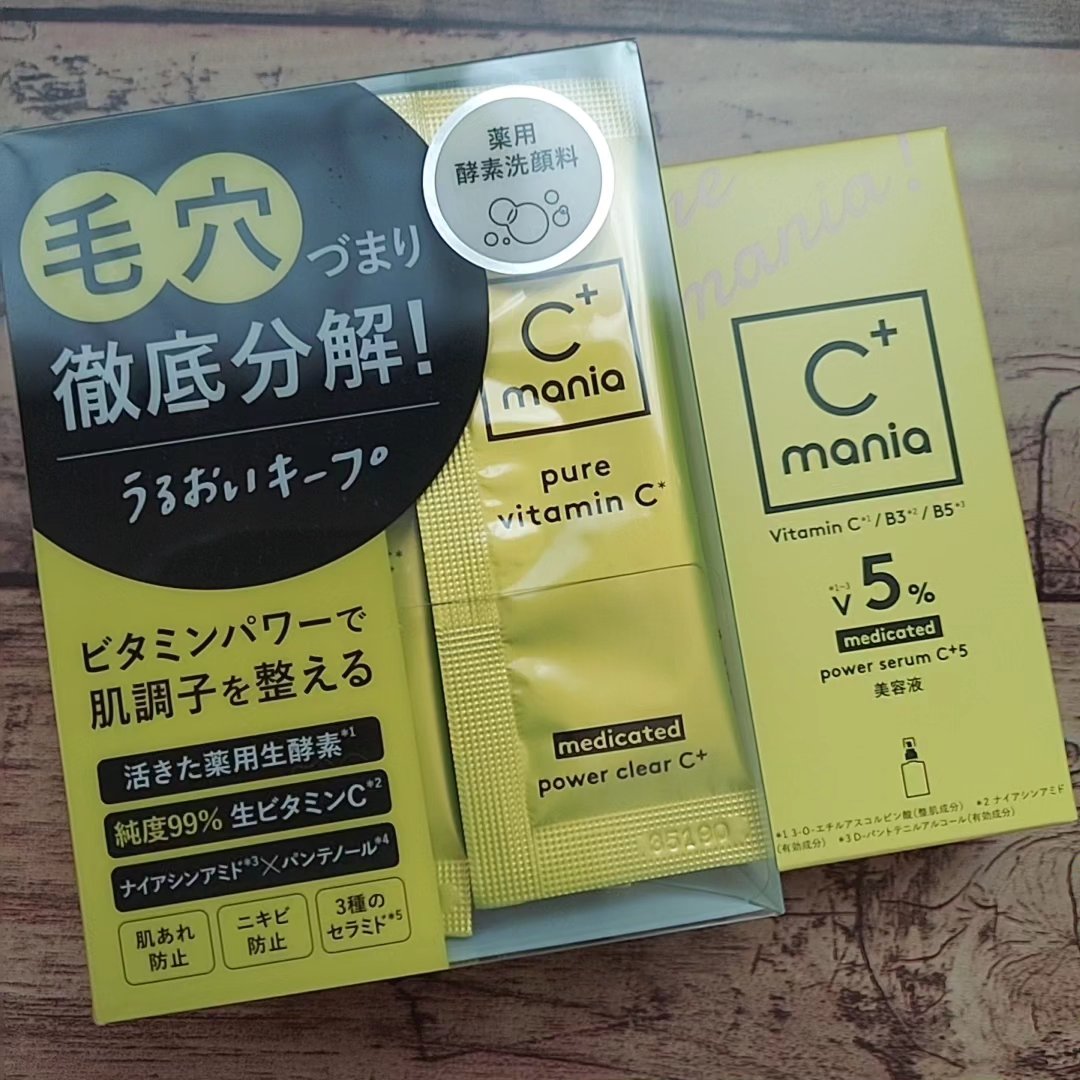 毛穴づまり
徹底分解!
うるおいキープ
ビタミンパワーで
肌調子を整える
活きた薬用生酵素*1
純度99% 生ビタミンC*2
ナイアシンアミド*3×パンテノール*4
肌あれ
防止
ニキビ
防止
3種の
セラミド*5
薬用
酵素洗顔料
C+
mania
pure
vitamin C*
medicated
power clear C+
05190
mania!
C+
mania
Vitamin C*1 / B3*2 / B5*3
*1~3
V5%
medicated
power serum C+5
美容液
*1 3-O-エチルアスコルビン酸(整肌成分) *2 ナイアシンアミド
(有効成分) *3 D-パントテニルアルコール(有効成分)